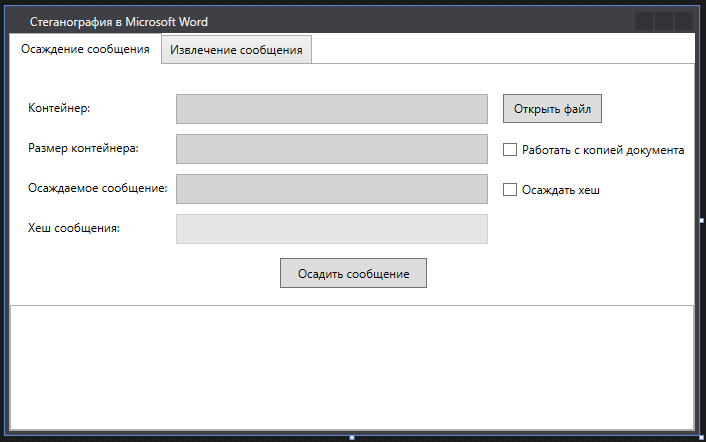 Стеганография в Microsoft Word
Осаждение сообщения Извлечение сообщения
Контейнер: Открыть файл
Размер контейнера: Работать с копией документа
Осаждаемое сообщение: Осаждать хеш
Хеш сообщения:
Осадить сообщение